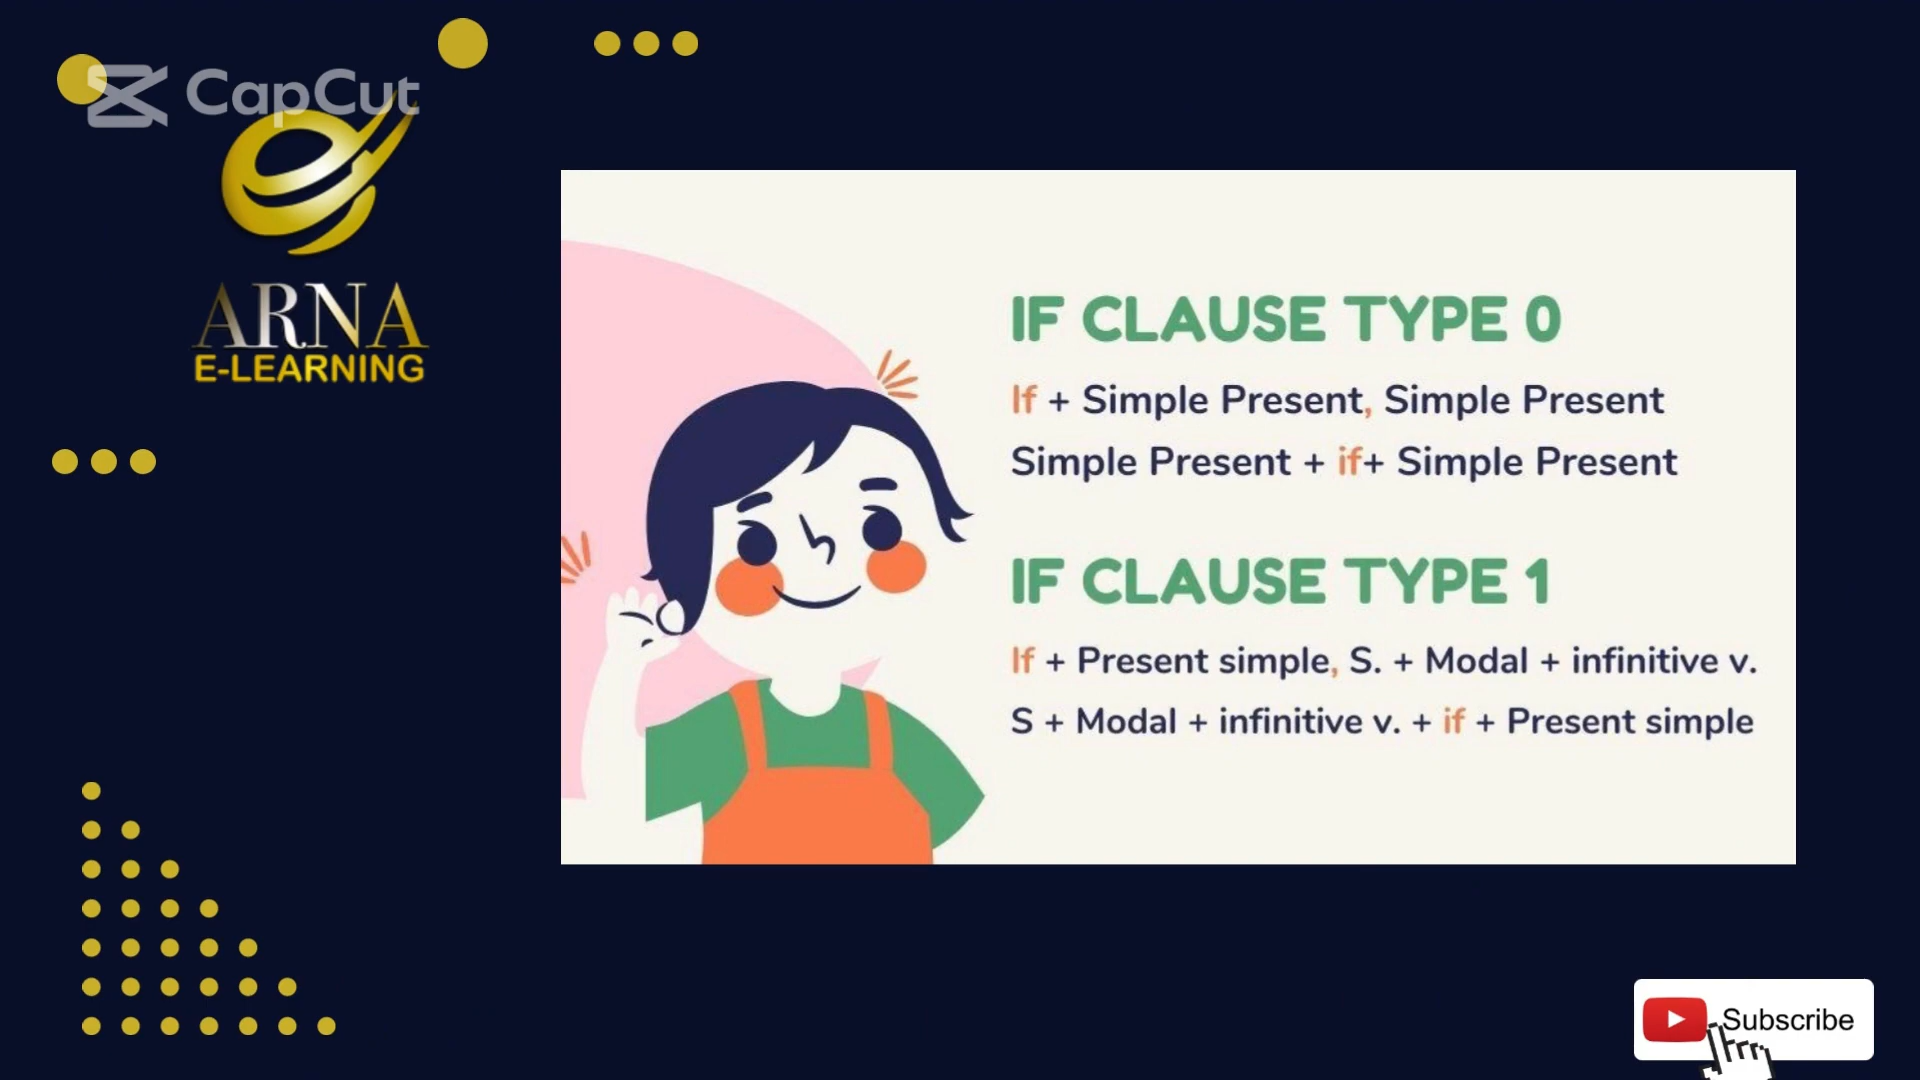 CapCut
ARNA
E-LEARNING
IF CLAUSE TYPE 0
If + Simple Present, Simple Present
Simple Present + if+ Simple Present
IF CLAUSE TYPE 1
If + Present simple, S. + Modal + infinitive v.
S + Modal + infinitive v. + if + Present simple
Subscribe